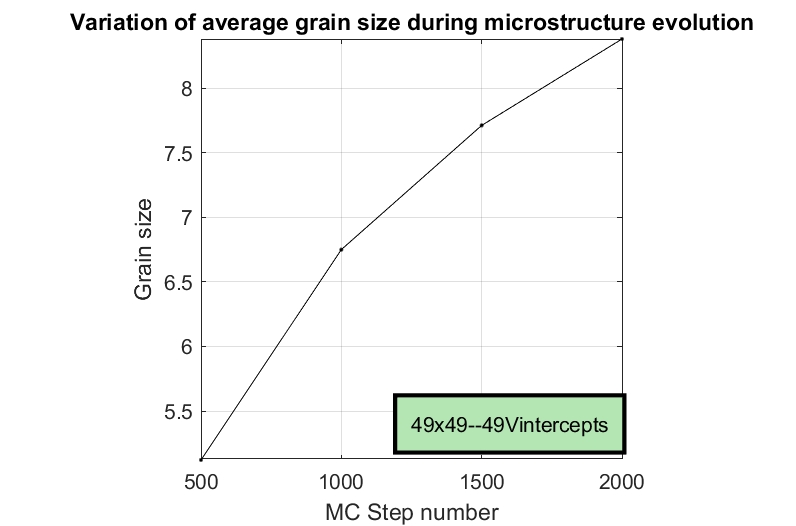 Variation of average grain size during microstructure evolution
8
7.5
7
6.5
6
5.5
Grain size
49x49--49Vintercepts
500 1000 1500 2000
MC Step number